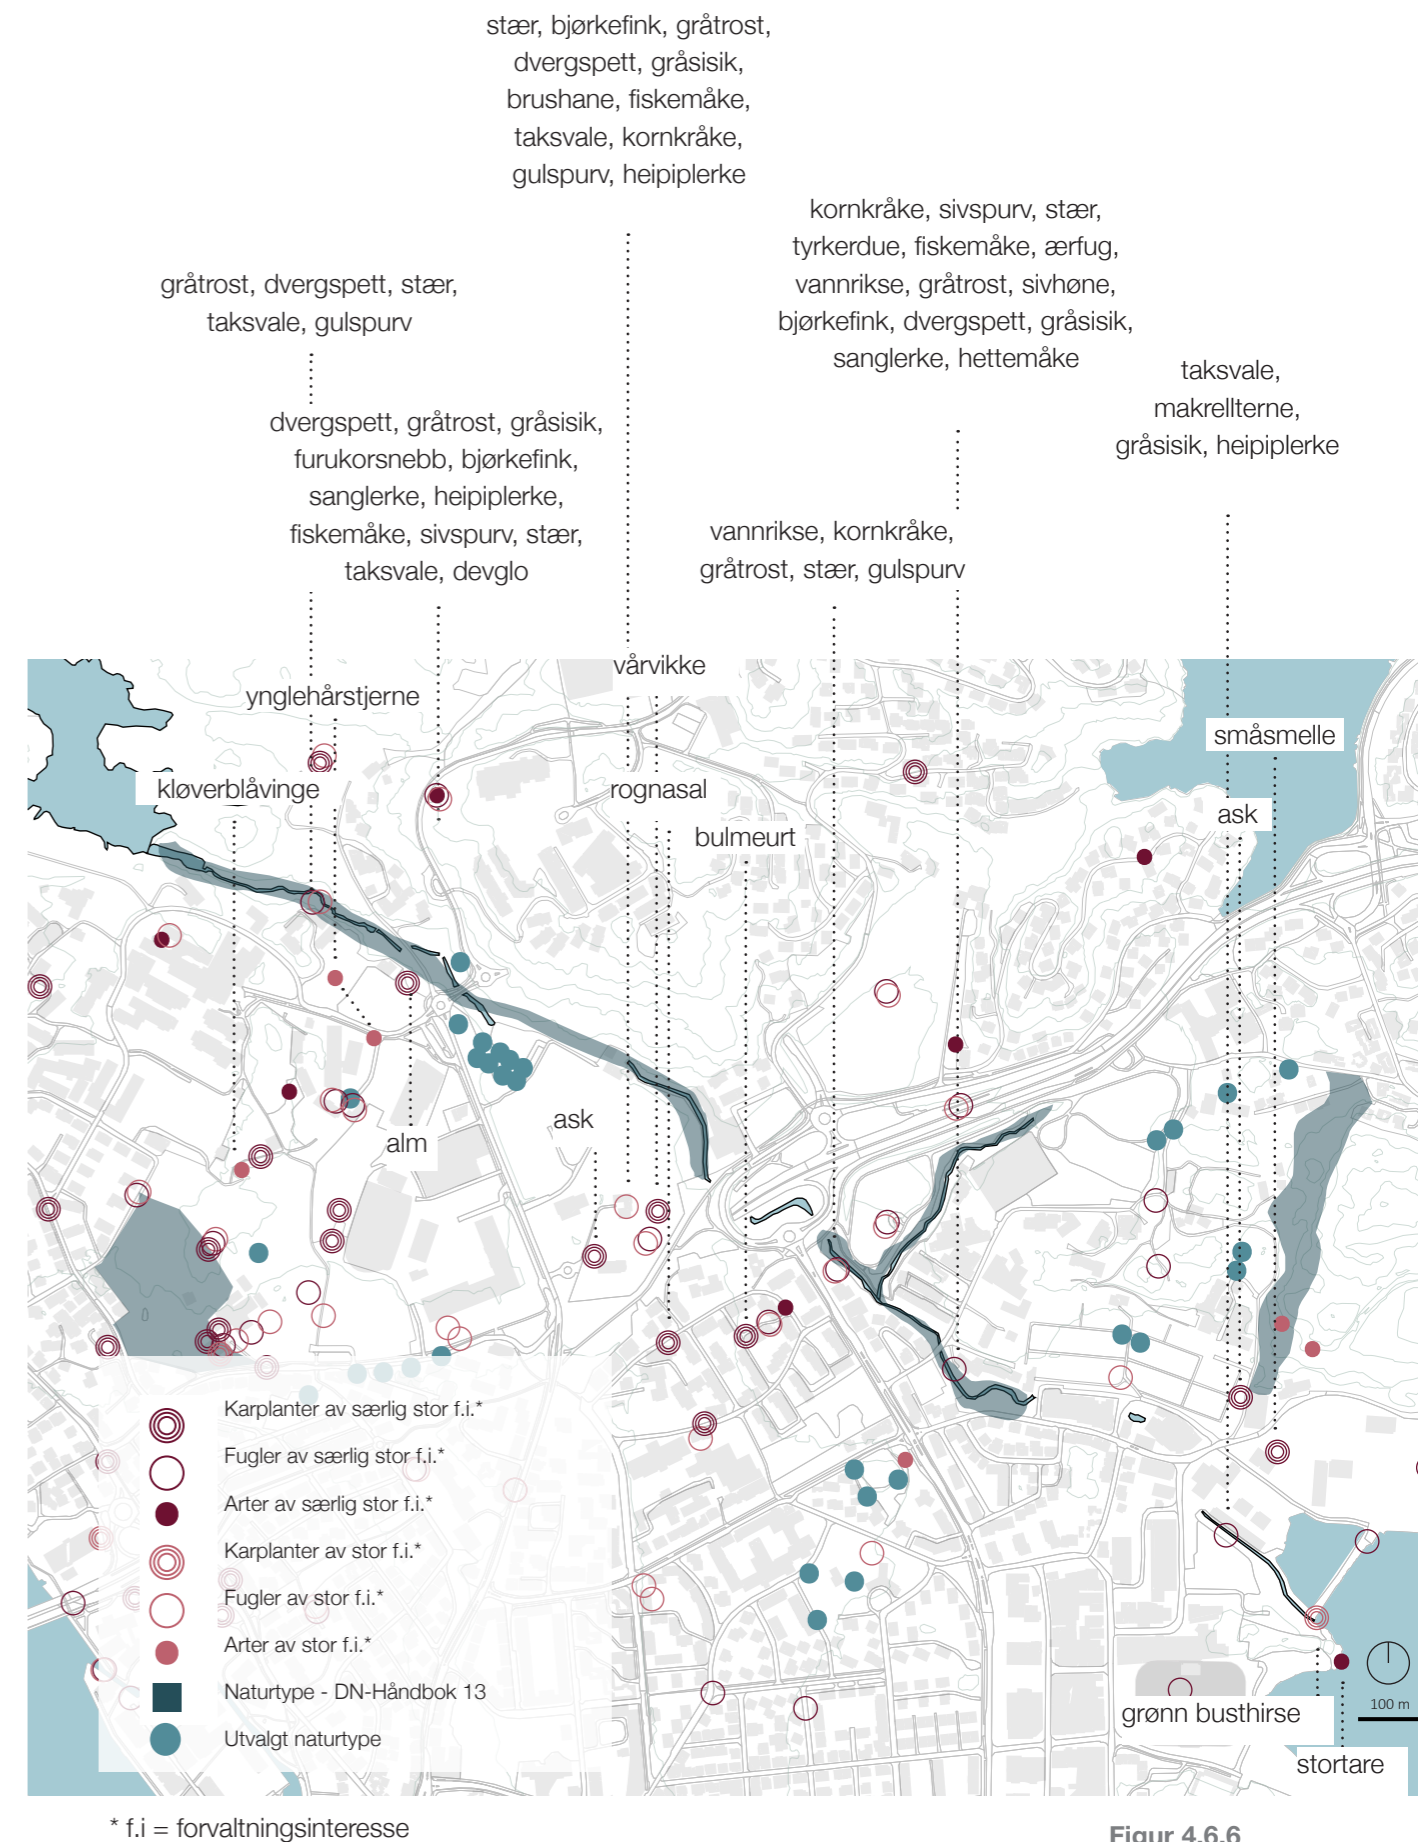 stær, bjørkefink, gråtrost,
dvergspett, gråsisik,
brushane, fiskemåke,
taksvale, kornkråke,
gulspurv, heipiplerke
kornkråke, sivspurv, stær,
tyrkerdue, fiskemåke, ærfug,
vannrikse, gråtrost, sivhøne,
bjørkefink, dvergspett, gråsisik,
sanglerke, hettemåke
gråtrost, dvergspett, stær,
taksvale, gulspurv
taksvale,
makrellterne,
gråsisik, heipiplerke
dvergspett, gråtrost, gråsisik,
furukorsnebb, bjørkefink,
sanglerke, heipiplerke,
fiskemåke, sivspurv, stær,
taksvale, devglo
vannrikse, kornkråke,
gråtrost, stær, gulspurv
vårvikke
ynglehårstjerne
småsmelle
kløverblåvinge
rognasal
ask
bulmeurt
ask
alm
Karplanter av særlig stor f.i.*
Fugler av særlig stor f.i.*
Arter av særlig stor f.i.*
Karplanter av stor f.i.*
Fugler av stor f.i.*
Arter av stor f.i.*
Naturtype - DN-Håndbok 13
Utvalgt naturtype
100 m
grønn busthirse
stortare
* f.i = forvaltningsinteresse
Figur 4.6.6